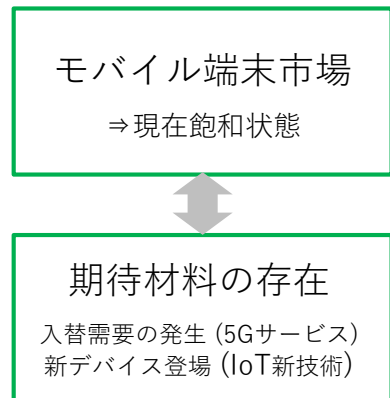 モバイル端末市場
⇒現在飽和状態
期待材料の存在
入替需要の発生 (5Gサービス)
新デバイス登場 (IoT新技術)